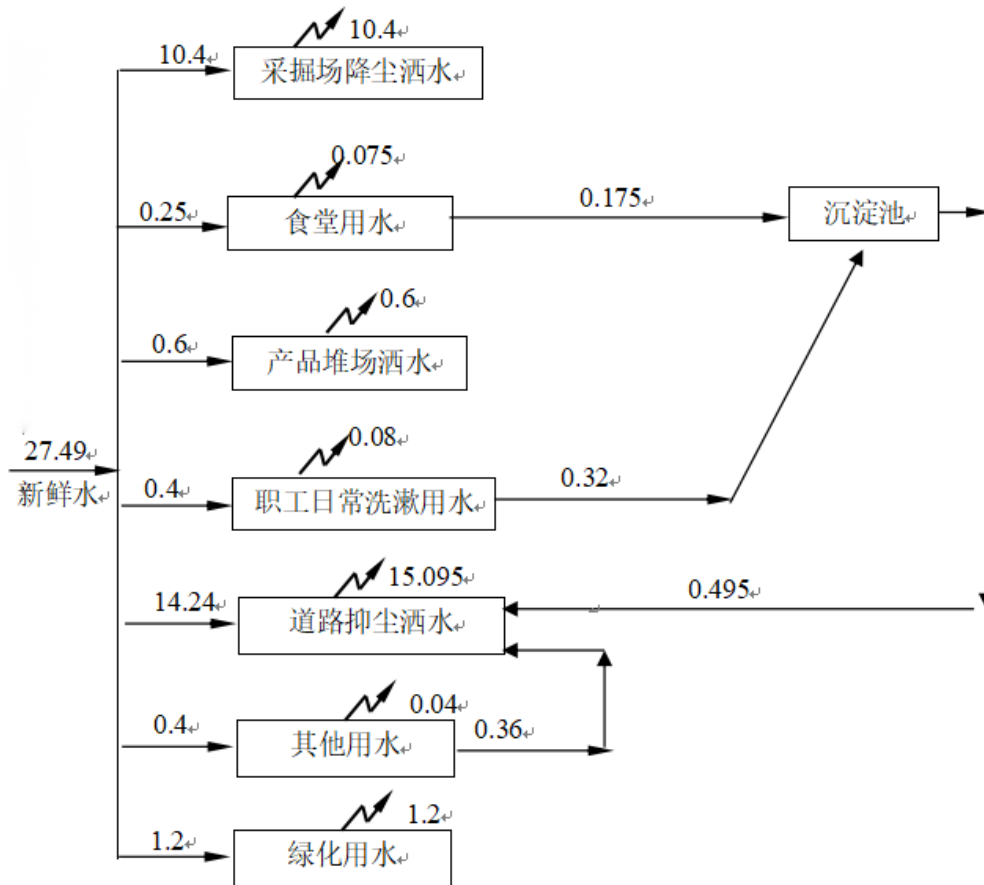 10.4
10.4
采掘场降尘洒水
0.075
0.25
食堂用水
0.175
沉淀池
0.6
0.6
产品堆场洒水
27.49
新鲜水
0.08
0.4
职工日常洗漱用水
0.32
15.095
14.24
道路抑尘洒水
0.495
0.04
0.4
其他用水
0.36
1.2
1.2
绿化用水